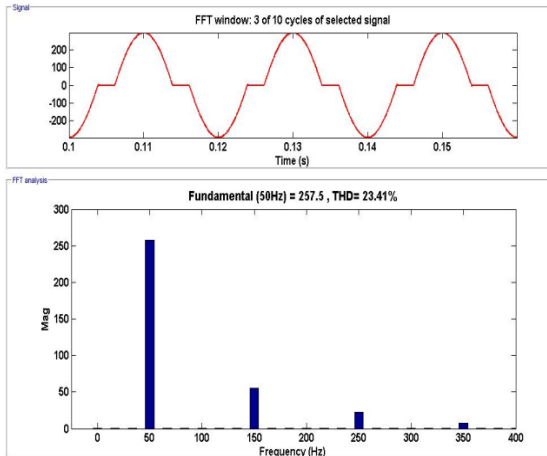 Signal
FFT window: 3 of 10 cycles of selected signal
200
100
0
-100
-200
0.1 0.11 0.12 0.13 0.14 0.15
Time (s)
FFT analysis
Fundamental (50Hz) = 257.5 , THD= 23.41%
300
250
200
150
100
50
0
Mag
0 50 100 150 200 250 300 350 400
Frequency (Hz)